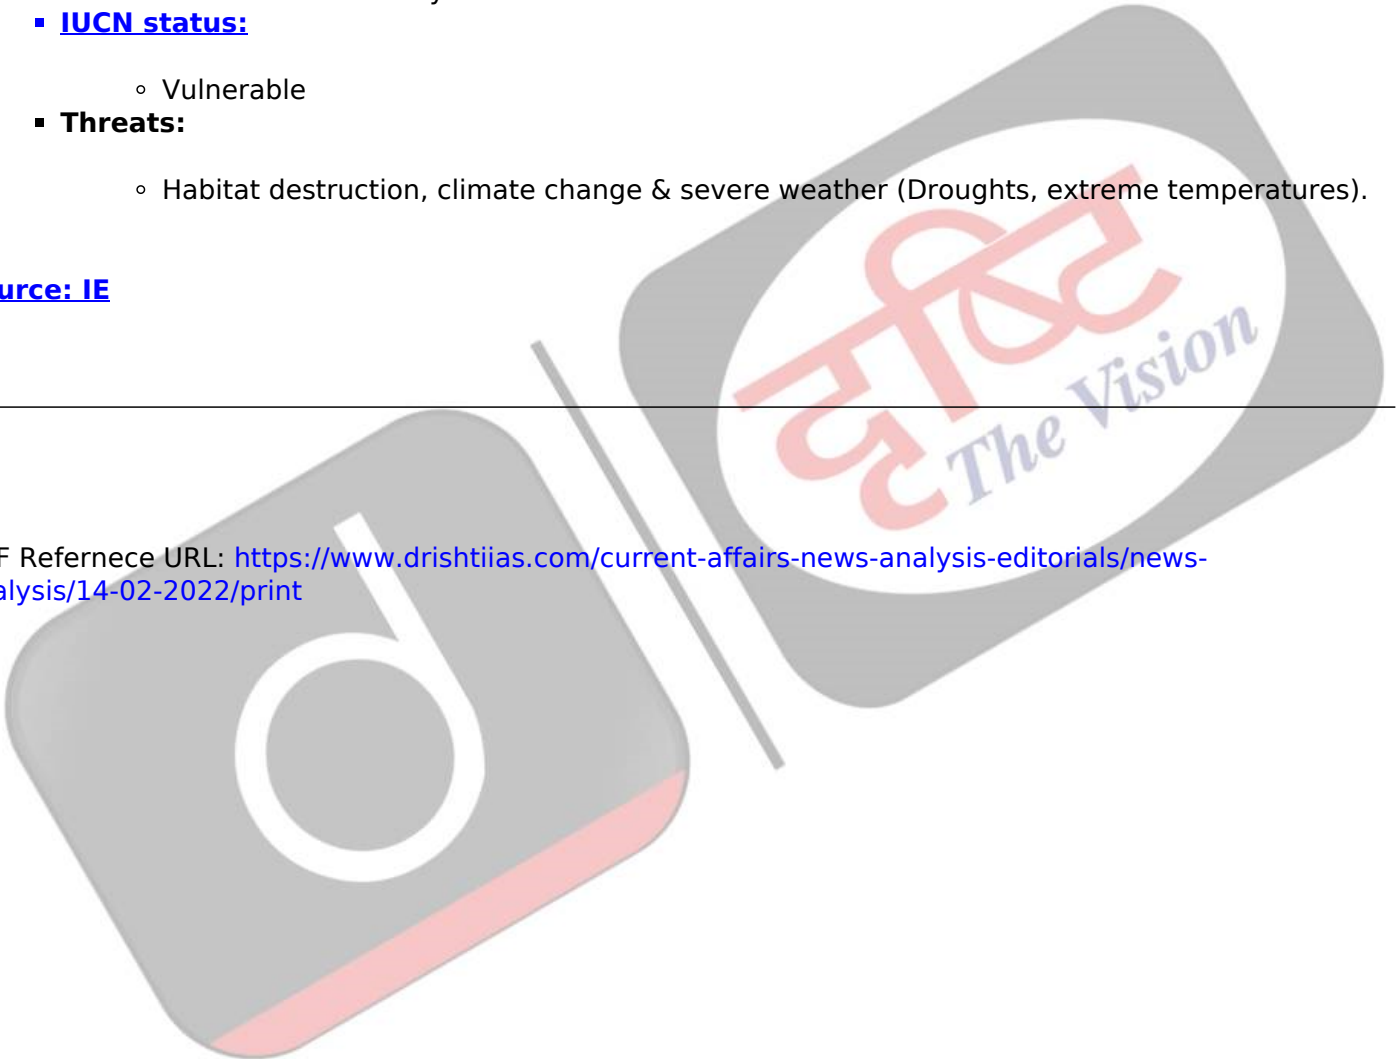 ▪ IUCN status:
◦ Vulnerable
▪ Threats:
◦ Habitat destruction, climate change & severe weather (Droughts, extreme temperatures).
urce: IE
दृष्टि
The Vision
d
F Refernece URL: https://www.drishtiias.com/current-affairs-news-analysis-editorials/news-
alysis/14-02-2022/print